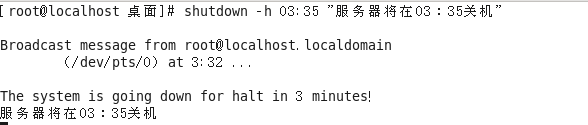 [root@localhost 桌面]# shutdown -h 03:35 "服务器将在03：35关机"
Broadcast message from root@localhost.localdomain
(/dev/pts/0) at 3:32 ...
The system is going down for halt in 3 minutes!
服务器将在03：35关机